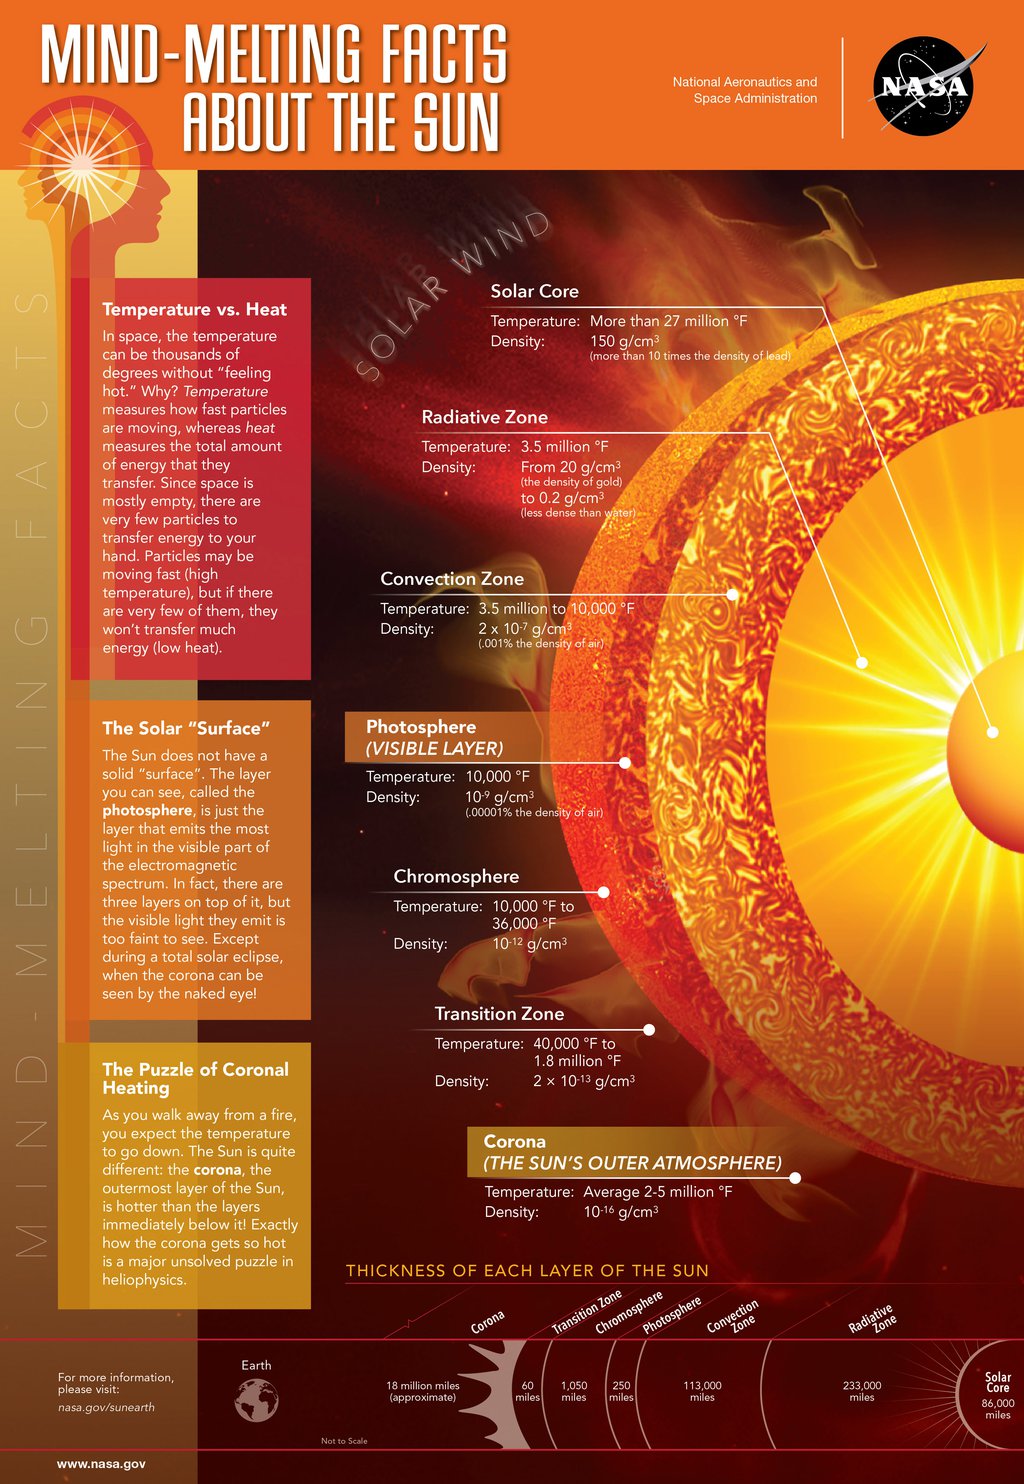 MIND-MELTING FACTS
ABOUT THE SUN
National Aeronautics and
Space Administration
NASA
MIND-MELTING FACTS
SOLAR WIND
Temperature vs. Heat
In space, the temperature
can be thousands of
degrees without “feeling
hot.” Why? Temperature
measures how fast particles
are moving, whereas heat
measures the total amount
of energy that they
transfer. Since space is
mostly empty, there are
very few particles to
transfer energy to your
hand. Particles may be
moving fast (high
temperature), but if there
are very few of them, they
won’t transfer much
energy (low heat).
The Solar “Surface”
The Sun does not have a
solid “surface”. The layer
you can see, called the
photosphere, is just the
layer that emits the most
light in the visible part of
the electromagnetic
spectrum. In fact, there are
three layers on top of it, but
the visible light they emit is
too faint to see. Except
during a total solar eclipse,
when the corona can be
seen by the naked eye!
The Puzzle of Coronal
Heating
As you walk away from a fire,
you expect the temperature
to go down. The Sun is quite
different: the corona, the
outermost layer of the Sun,
is hotter than the layers
immediately below it! Exactly
how the corona gets so hot
is a major unsolved puzzle in
heliophysics.
Solar Core
Temperature: More than 27 million °F
Density: 150 g/cm³
(more than 10 times the density of lead)
Radiative Zone
Temperature: 3.5 million °F
Density: From 20 g/cm³
(the density of gold)
to 0.2 g/cm³
(less dense than water)
Convection Zone
Temperature: 3.5 million to 10,000 °F
Density: 2 x 10⁻⁷ g/cm³
(.001% the density of air)
Photosphere
(VISIBLE LAYER)
Temperature: 10,000 °F
Density: 10⁻⁹ g/cm³
(.00001% the density of air)
Chromosphere
Temperature: 10,000 °F to
36,000 °F
Density: 10⁻¹² g/cm³
Transition Zone
Temperature: 40,000 °F to
1.8 million °F
Density: 2 × 10⁻¹³ g/cm³
Corona
(THE SUN’S OUTER ATMOSPHERE)
Temperature: Average 2-5 million °F
Density: 10⁻¹⁶ g/cm³
THICKNESS OF EACH LAYER OF THE SUN
Corona
Transition Zone
Chromosphere
Photosphere
Convection
Zone
Radiative
Zone
For more information,
please visit:
nasa.gov/sunearth
Earth
18 million miles
(approximate)
60
miles
1,050
miles
250
miles
113,000
miles
233,000
miles
Solar
Core
86,000
miles
Not to Scale
www.nasa.gov